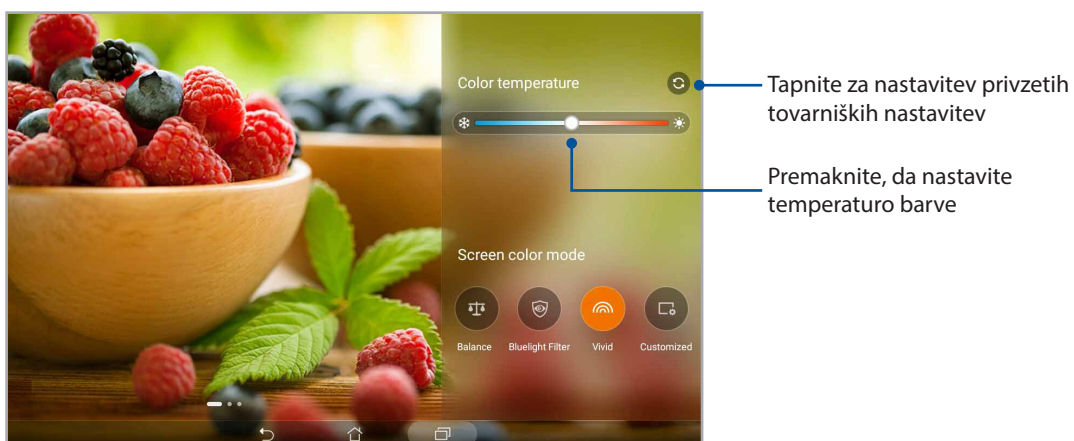 Color temperature
Tapnite za nastavitev privzetih
tovarniških nastavitev
Premaknite, da nastavite
temperaturo barve
Screen color mode
Balance
Bluelight Filter
Vivid
Customized